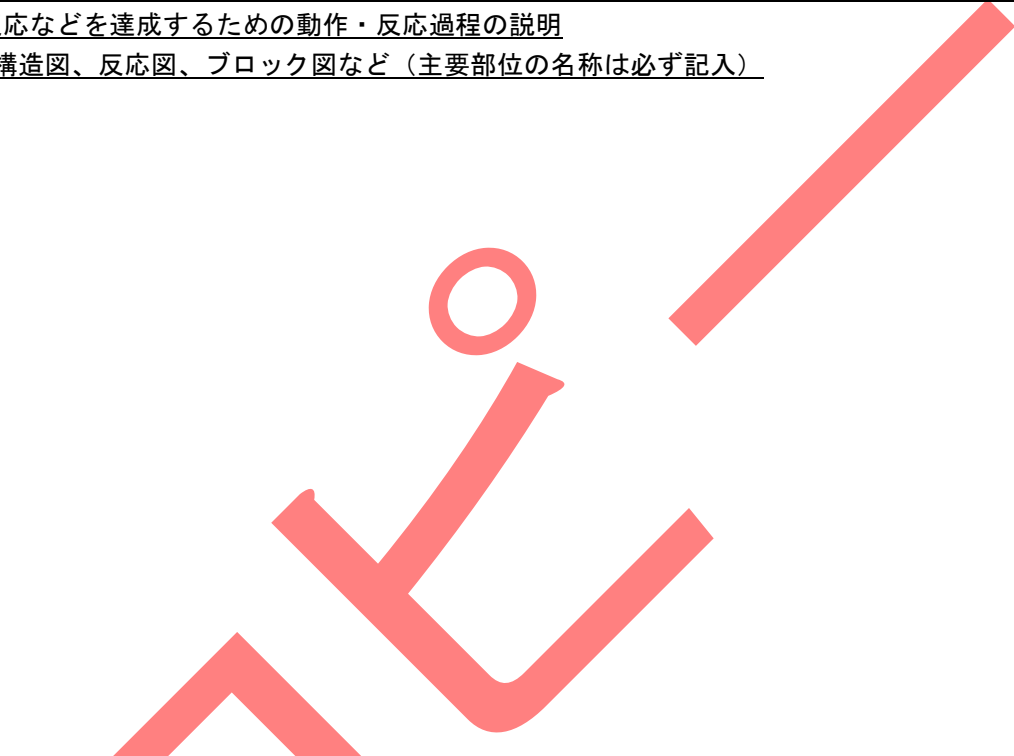 応などを達成するための動作・反応過程の説明
構造図、反応図、ブロック図など（主要部位の名称は必ず記入）
ピー